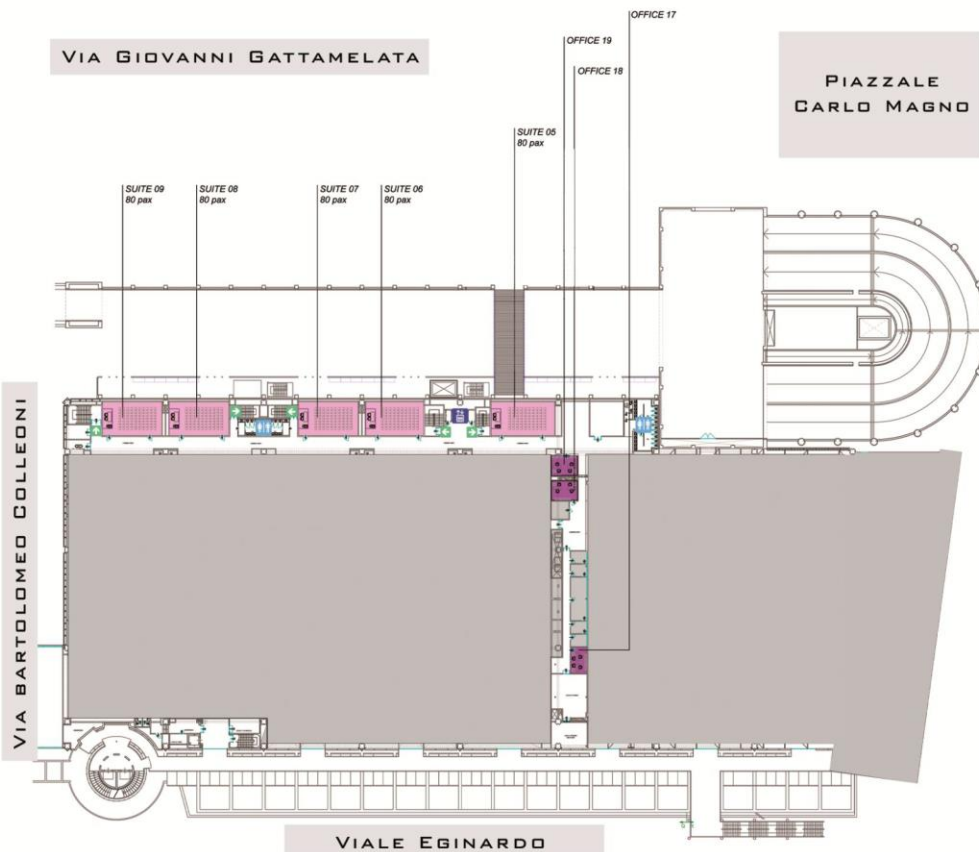 OFFICE 17
VIA GIOVANNI GATTAMELATA
OFFICE 19
OFFICE 18
PIAZZALE
CARLO MAGNO
SUITE 05
80 pax
SUITE 09
80 pax
SUITE 08
80 pax
SUITE 07
80 pax
SUITE 06
80 pax
VIA BARTOLOMEO COLLEONI
VIALE EGINARDO